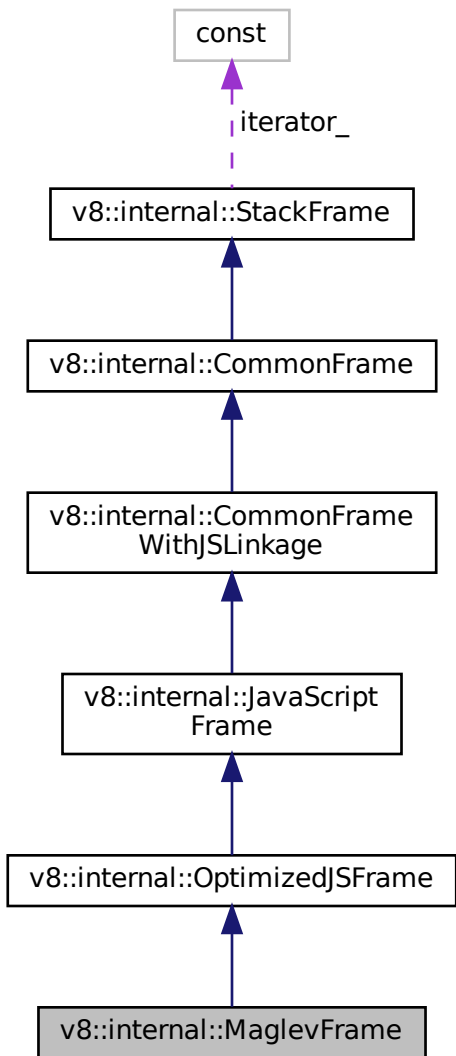 const
iterator_
v8::internal::StackFrame
v8::internal::CommonFrame
v8::internal::CommonFrame
WithJSLinkage
v8::internal::JavaScript
Frame
v8::internal::OptimizedJSFrame
v8::internal::MaglevFrame